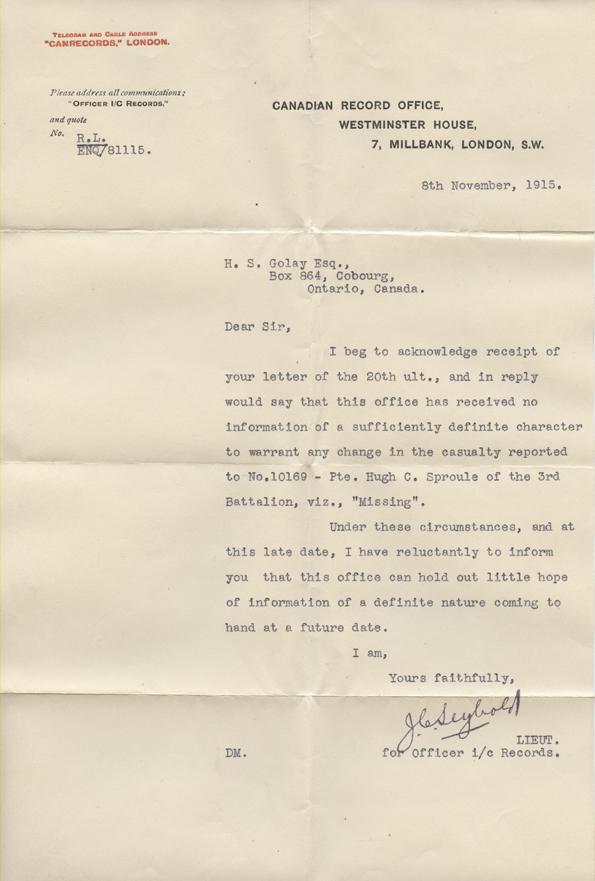 TELEGRAM AND CABLE ADDRESS
"CANRECORDS," LONDON.
Please address all communications:
"OFFICER I/C RECORDS."
and quote
No. R.L.
ENQ/81115.
CANADIAN RECORD OFFICE,
WESTMINSTER HOUSE,
7, MILLBANK, LONDON, S.W.
8th November, 1915.
H. S. Golay Esq.,
Box 864, Cobourg,
Ontario, Canada.
Dear Sir,
I beg to acknowledge receipt of
your letter of the 20th ult., and in reply
would say that this office has received no
information of a sufficiently definite character
to warrant any change in the casualty reported
to No.10169 - Pte. Hugh C. Sproule of the 3rd
Battalion, viz., "Missing".
Under these circumstances, and at
this late date, I have reluctantly to inform
you that this office can hold out little hope
of information of a definite nature coming to
hand at a future date.
I am,
Yours faithfully,
J.C. Seybold
LIEUT.
DM. for Officer i/c Records.